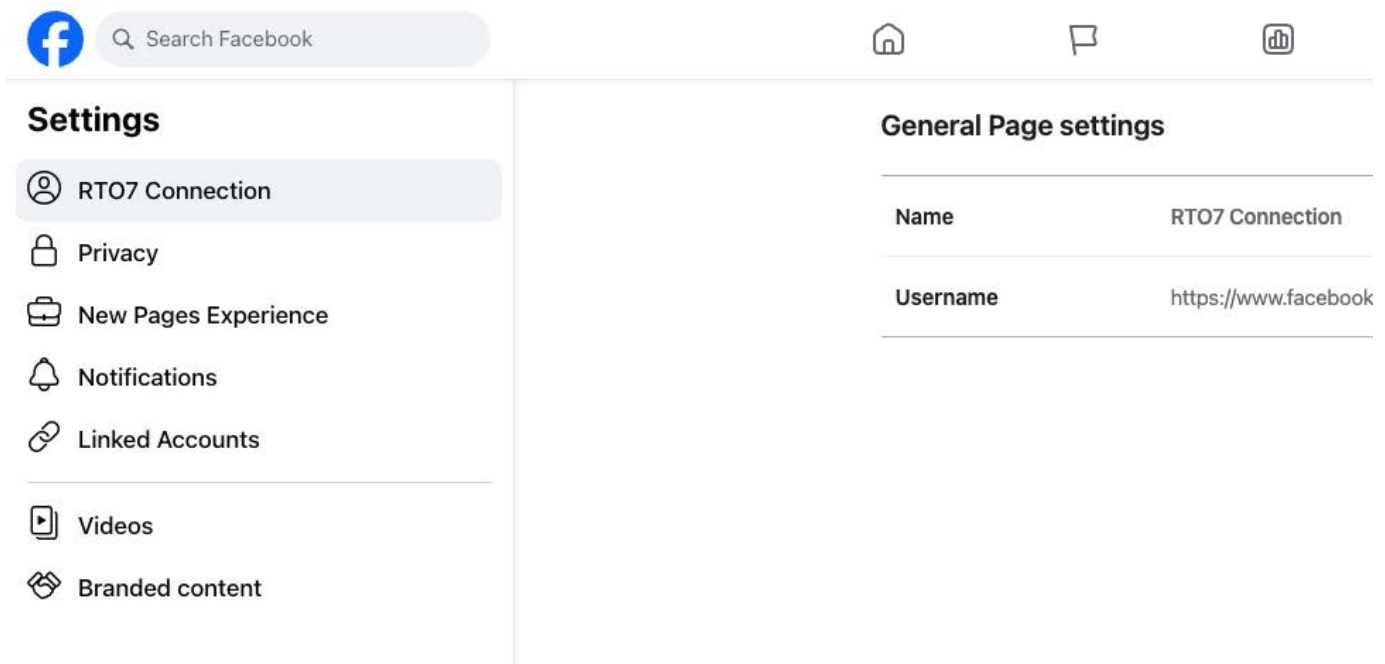 Search Facebook
Settings
RTO7 Connection
Privacy
New Pages Experience
Notifications
Linked Accounts
Videos
Branded content
General Page settings
Name RTO7 Connection
Username https://www.facebook